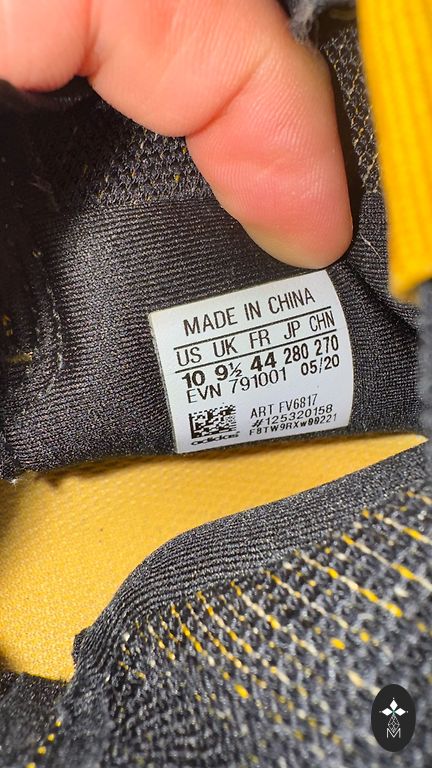 MADE IN CHINA
US UK FR JP CHN
10 9½ 44 280 270
EVN 791001 05/20
ART FV6817
#125320158
F8TW9RXw00221
adidas
M